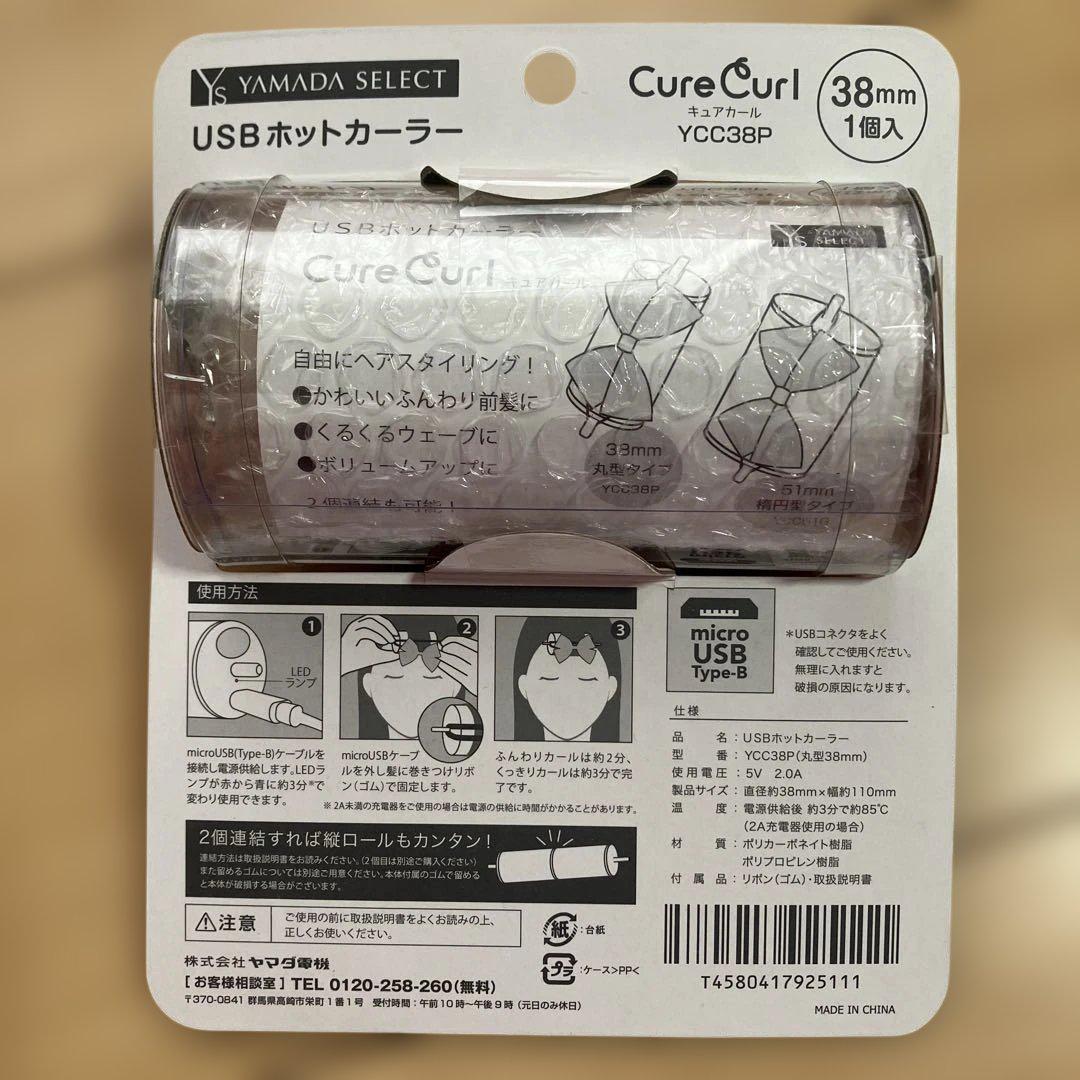 YS YAMADA SELECT
USBホットカーラー
CureCurl
キュアカール
YCC38P
38mm
1個入
USBホットカーラー
YS YAMADA SELECT
CureCurl
キュアカール
自由にヘアスタイリング！
●かわいいふんわり前髪に
●くるくるウェーブに
●ボリュームアップに
2個連結も可能！
38mm
丸型タイプ
YCC38P
51mm
楕円型タイプ
使用方法
1
LED
ランプ
microUSB(Type-B)ケーブルを
接続し電源供給します。LEDラ
ンプが赤から青に約3分※で
変わり使用できます。
2
microUSBケーブ
ルを外し髪に巻きつけリボ
ン（ゴム）で固定します。
3
ふんわりカールは約2分、
くっきりカールは約3分で完
了です。
※ 2A未満の充電器をご使用の場合は電源の供給に時間がかかることがあります。
2個連結すれば縦ロールもカンタン！
連結方法は取扱説明書をお読みください。（2個目は別途ご購入ください）
また留めるゴムについては別途ご用意ください。本体付属のゴムで留める
と本体が破損する場合がございます。
注意
ご使用の前に取扱説明書をよくお読みの上、
正しくお使いください。
紙：台紙
プラ：ケース>PP<
株式会社 ヤマダ電機
［お客様相談室］TEL 0120-258-260(無料)
〒370-0841 群馬県高崎市栄町1番1号 受付時間：午前10時～午後9時（元日のみ休日）
micro
USB
Type-B
＊USBコネクタをよく
確認してご使用ください。
無理に入れますと
破損の原因になります。
仕様
品名：USBホットカーラー
型番：YCC38P（丸型38mm）
使用電圧：5V 2.0A
製品サイズ：直径約38mm×幅約110mm
温度：電源供給後 約3分で約85℃
（2A充電器使用の場合）
材質：ポリカーボネイト樹脂
ポリプロピレン樹脂
付属品：リボン（ゴム）・取扱説明書
T4580417925111
MADE IN CHINA